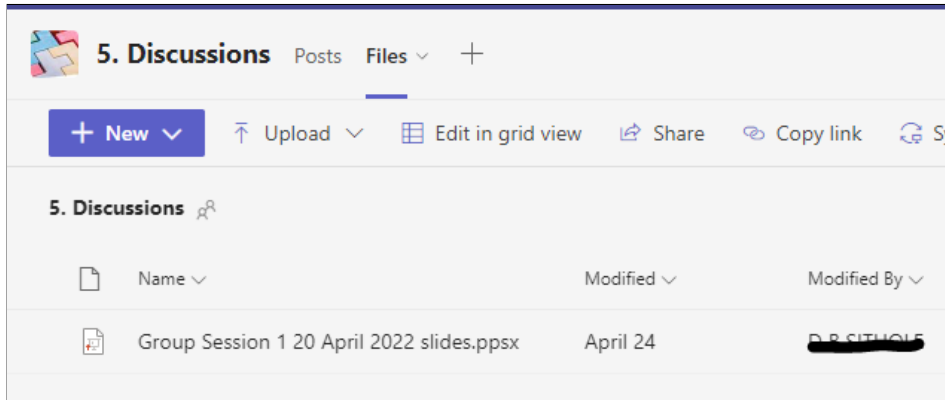 5. Discussions Posts Files
New Upload Edit in grid view Share Copy link
5. Discussions
Name Modified Modified By
Group Session 1 20 April 2022 slides.ppsx April 24